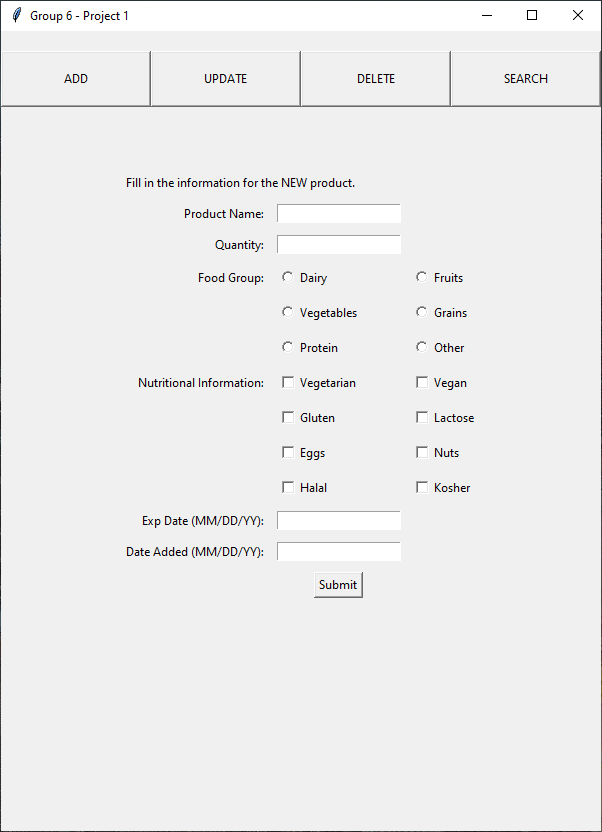 Group 6 - Project 1
ADD UPDATE DELETE SEARCH
Fill in the information for the NEW product.
Product Name:
Quantity:
Food Group: Dairy Fruits
Vegetables Grains
Protein Other
Nutritional Information: Vegetarian Vegan
Gluten Lactose
Eggs Nuts
Halal Kosher
Exp Date (MM/DD/YY):
Date Added (MM/DD/YY):
Submit